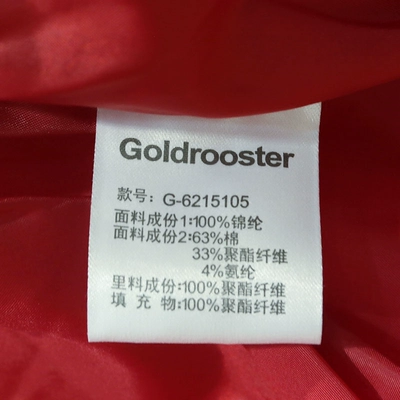 Goldrooster
款号: G-6215105
面料成份1:100%锦纶
面料成份2:63%棉
33%聚酯纤维
4%氨纶
里料成份:100%聚酯纤维
填 充 物:100%聚酯纤维